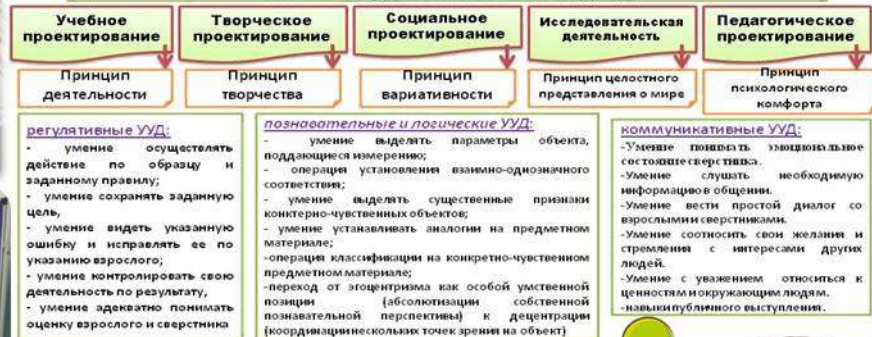 Учебное
проектирование
Творческое
проектирование
Социальное
проектирование
Исследовательская
деятельность
Педагогическое
проектирование
Принцип
деятельности
Принцип
творчества
Принцип
вариативности
Принцип целостного
представления о мире
Принцип
психологического
комфорта
регулятивные УУД:
- умение осуществлять
действие по образцу и
заданному правилу;
- умение сохранять заданную
цель,
- умение видеть указанную
ошибку и исправлять ее по
указанию взрослого;
- умение контролировать свою
деятельность по результату,
- умение адекватно понимать
оценку взрослого и сверстника
познавательные и логические УУД:
- умение выделять параметры объекта,
поддающиеся измерению;
- операция установления взаимно-однозначного
соответствия;
- умение выделять существенные признаки
конктерно-чувственных объектов;
- умение устанавливать аналогии на предметном
материале;
-операция классификации на конкретно-чувственном
предметном материале;
-переход от эгоцентризма как особой умственной
позиции (абсолютизации собственной
познавательной перспективы) к децентрации
(координации нескольких точек зрения на объект)
коммуникативные УУД:
-Умение понимать эмоциональное
состояние сверстника.
-Умение слушать необходимую
информацию в общении.
-Умение вести простой диалог со
взрослыми и сверстниками.
-Умение соотносить свои желания и
стремления с интересами других
людей.
-Умение с уважением относиться к
ценностям и окружающим людям.
-навыки публичного выступления.